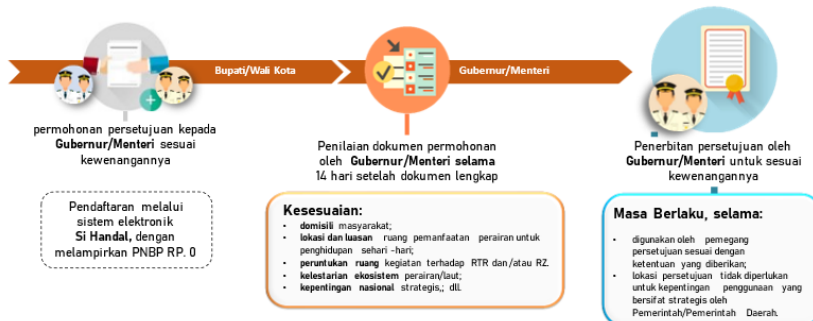 Bupati/Wali Kota
Gubernur/Menteri
permohonan persetujuan kepada
Gubernur/Menteri sesuai
kewenangannya
Pendaftaran melalui
sistem elektronik
Si Handal, dengan
melampirkan PNBP RP. 0
Penilaian dokumen permohonan
oleh Gubernur/Menteri selama
14 hari setelah dokumen lengkap
Kesesuaian:
• domisili masyarakat;
• lokasi dan luasan ruang pemanfaatan perairan untuk
penghidupan sehari -hari;
• peruntukan ruang kegiatan terhadap RTR dan /atau RZ.
• kelestarian ekosistem perairan/laut;
• kepentingan nasional strategis,; dll.
Penerbitan persetujuan oleh
Gubernur/Menteri untuk sesuai
kewenangannya
Masa Berlaku, selama:
• digunakan oleh pemegang
persetujuan sesuai dengan
ketentuan yang diberikan;
• lokasi persetujuan tidak diperlukan
untuk kepentingan penggunaan yang
bersifat strategis oleh
Pemerintah/Pemerintah Daerah.